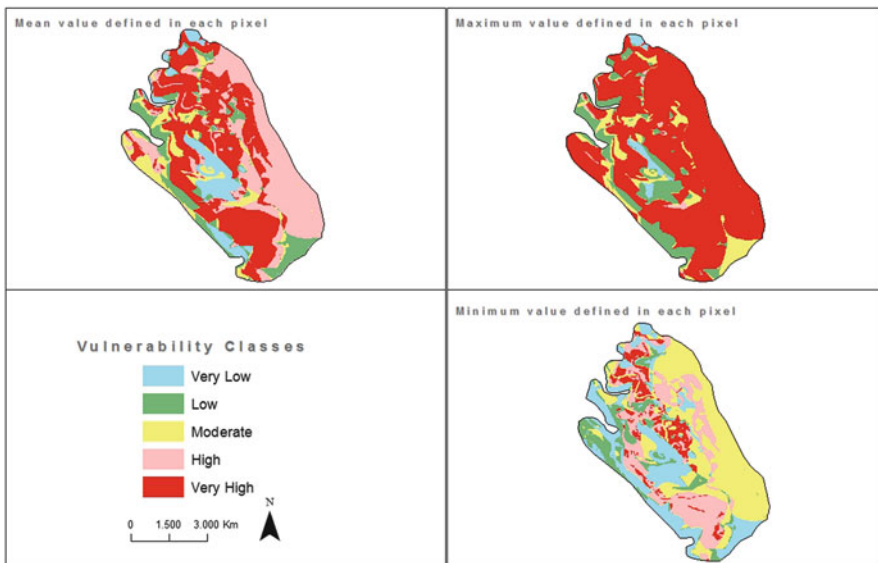 Mean value defined in each pixel
Maximum value defined in each pixel
Vulnerability Classes
Very Low
Low
Moderate
High
Very High
N
0 1.500 3.000 Km
Minimum value defined in each pixel